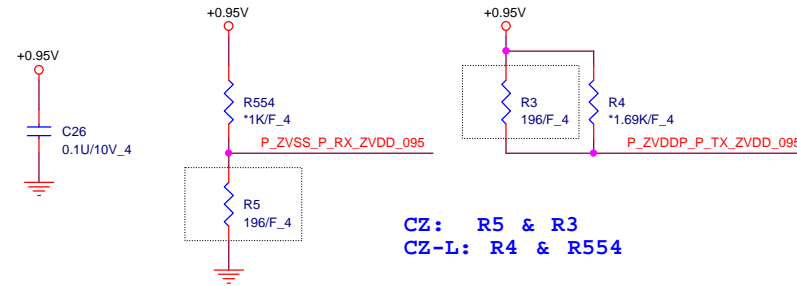 +0.95V
C26
0.1U/10V_4
+0.95V
R554
*1K/F_4
P_ZVSS_P_RX_ZVDD_095
R5
196/F_4
+0.95V
R3
196/F_4
R4
*1.69K/F_4
P_ZVDDP_P_TX_ZVDD_095
CZ: R5 & R3
CZ-L: R4 & R554